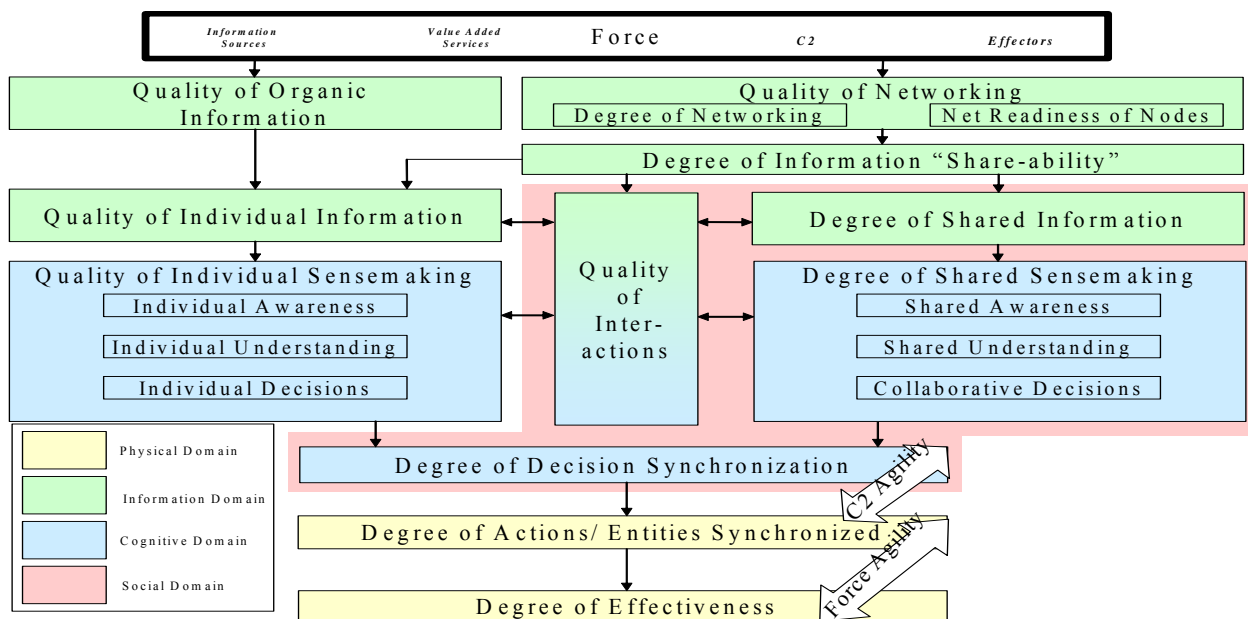 Information
Sources
Value Added
Services
Force
C2
Effectors
Quality of Organic
Information
Quality of Networking
Degree of Networking
Net Readiness of Nodes
Degree of Information “Share-ability”
Quality of Individual Information
Degree of Shared Information
Quality of Individual Sensemaking
Individual Awareness
Individual Understanding
Individual Decisions
Quality
of
Inter-
actions
Degree of Shared Sensemaking
Shared Awareness
Shared Understanding
Collaborative Decisions
Physical Domain
Information Domain
Cognitive Domain
Social Domain
Degree of Decision Synchronization
C2 Agility
Degree of Actions/ Entities Synchronized
Force Agility
Degree of Effectiveness